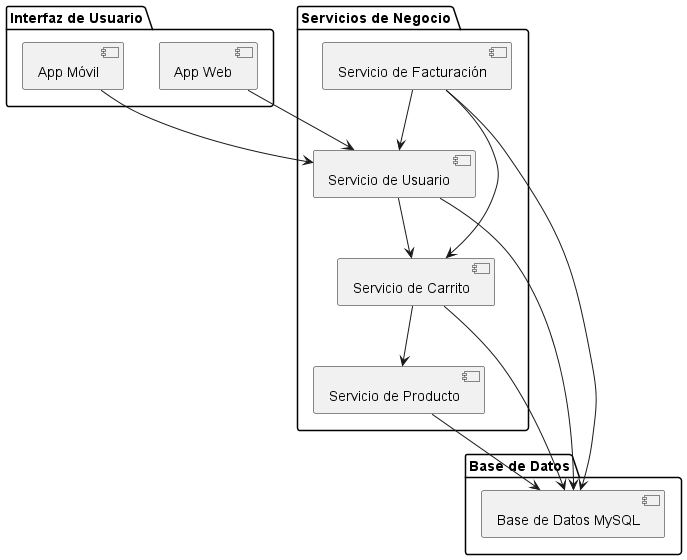 Interfaz de Usuario
App Móvil
App Web
Servicios de Negocio
Servicio de Facturación
Servicio de Usuario
Servicio de Carrito
Servicio de Producto
Base de Datos
Base de Datos MySQL